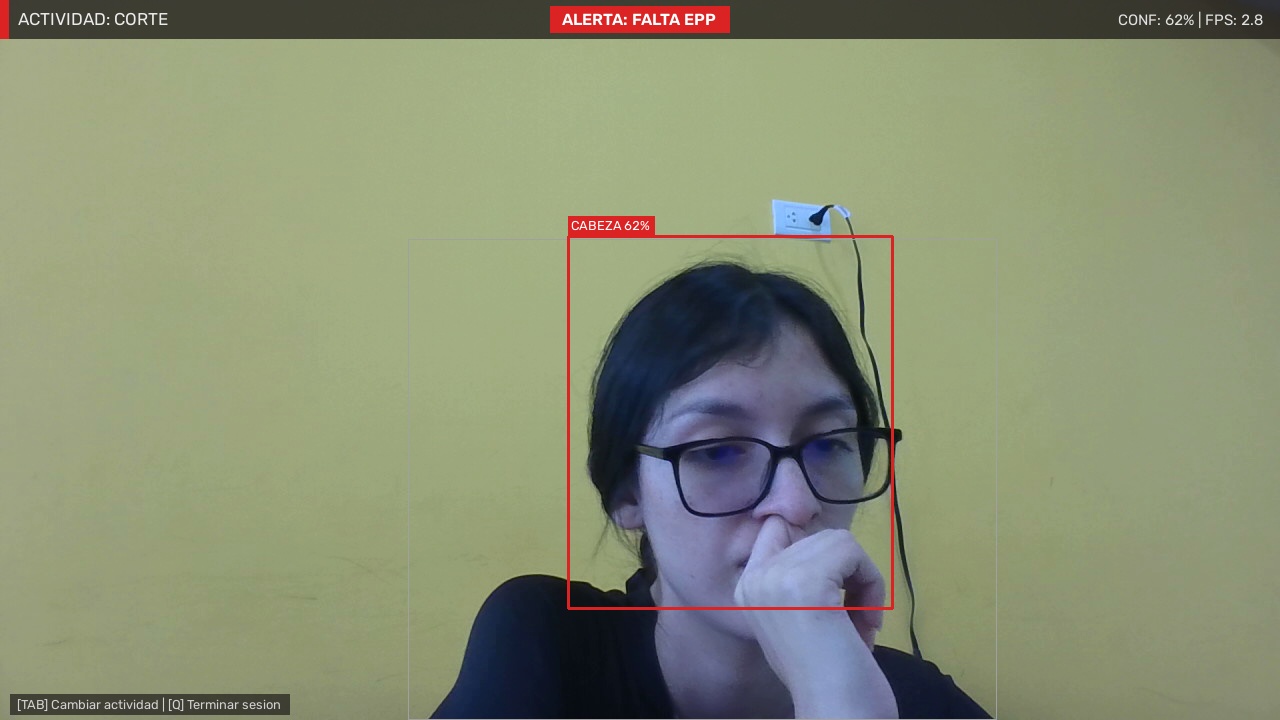 ACTIVIDAD: CORTE
ALERTA: FALTA EPP
CONF: 62% | FPS: 2.8
CABEZA 62%
[TAB] Cambiar actividad | [Q] Terminar sesion